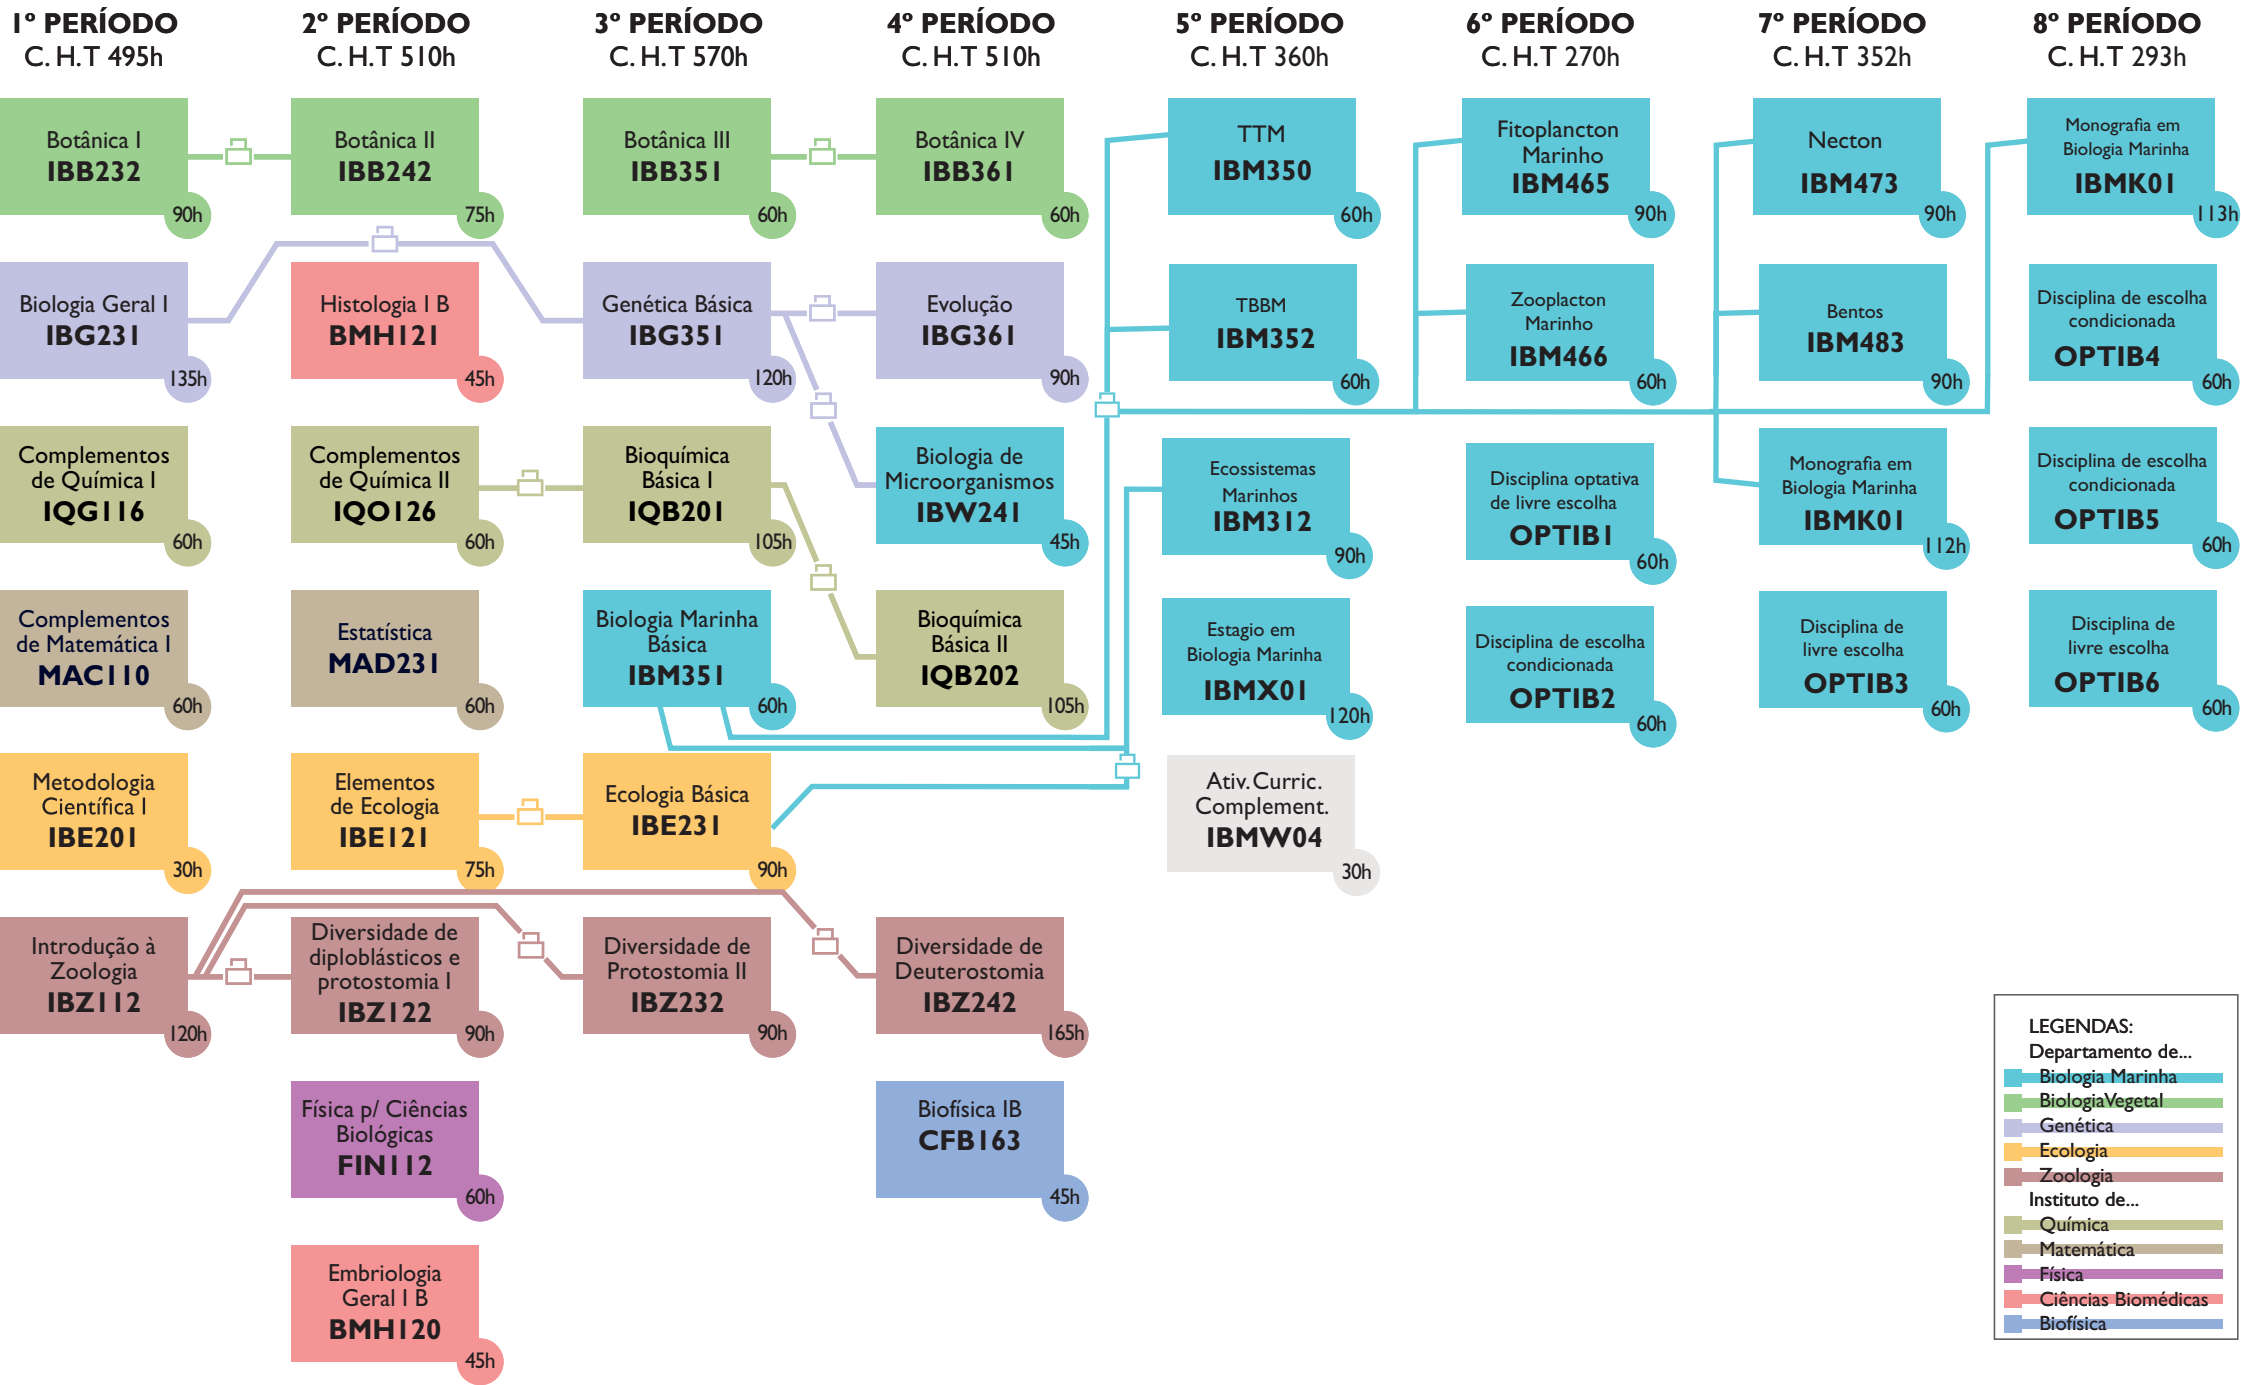 1º PERÍODO
C. H.T 495h
Botânica I
IBB232
90h
Biologia Geral I
IBG231
135h
Complementos
de Química I
IQG116
60h
Complementos
de Matemática I
MAC110
60h
Metodologia
Científica I
IBE201
30h
Introdução à
Zoologia
IBZ112
120h
2º PERÍODO
C. H.T 510h
Botânica II
IBB242
75h
Histologia I B
BMH121
45h
Complementos
de Química II
IQO126
60h
Estatística
MAD231
60h
Elementos
de Ecologia
IBE121
75h
Diversidade de
diploblásticos e
protostomia I
IBZ122
90h
Física p/ Ciências
Biológicas
FIN112
60h
Embriologia
Geral I B
BMH120
45h
3º PERÍODO
C. H.T 570h
Botânica III
IBB351
60h
Genética Básica
IBG351
120h
Bioquímica
Básica I
IQB201
105h
Biologia Marinha
Básica
IBM351
60h
Ecologia Básica
IBE231
90h
Diversidade de
Protostomia II
IBZ232
90h
4º PERÍODO
C. H.T 510h
Botânica IV
IBB361
60h
Evolução
IBG361
90h
Biologia de
Microorganismos
IBW241
45h
Bioquímica
Básica II
IQB202
105h
Diversidade de
Deuterostomia
IBZ242
165h
Biofísica IB
CFB163
45h
5º PERÍODO
C. H.T 360h
TTM
IBM350
60h
TBBM
IBM352
60h
Ecossistemas
Marinhos
IBM312
90h
Estagio em
Biologia Marinha
IBMX01
120h
Ativ. Curric.
Complement.
IBMW04
30h
6º PERÍODO
C. H.T 270h
Fitoplancton
Marinho
IBM465
90h
Zooplacton
Marinho
IBM466
60h
Disciplina optativa
de livre escolha
OPTIB1
60h
Disciplina de escolha
condicionada
OPTIB2
60h
7º PERÍODO
C. H.T 352h
Necton
IBM473
90h
Bentos
IBM483
90h
Monografia em
Biologia Marinha
IBMK01
112h
Disciplina de
livre escolha
OPTIB3
60h
8º PERÍODO
C. H.T 293h
Monografia em
Biologia Marinha
IBMK01
113h
Disciplina de escolha
condicionada
OPTIB4
60h
Disciplina de escolha
condicionada
OPTIB5
60h
Disciplina de
livre escolha
OPTIB6
60h
LEGENDAS:
Departamento de...
Biologia Marinha
BiologiaVegetal
Genética
Ecologia
Zoologia
Instituto de...
Química
Matemática
Física
Ciências Biomédicas
Biofísica